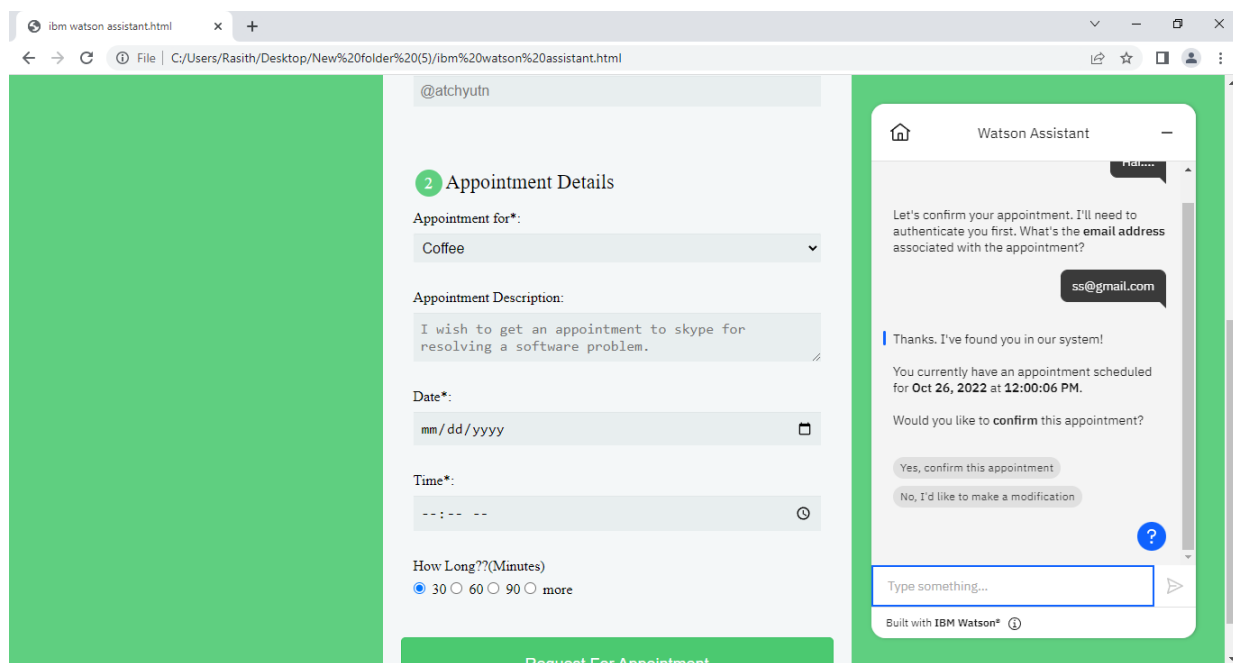 ibm watson assistant.html
File | C:/Users/Rasith/Desktop/New%20folder%20(5)/ibm%20watson%20assistant.html
@atchyutn
2 Appointment Details
Appointment for*:
Coffee
Appointment Description:
I wish to get an appointment to skype for
resolving a software problem.
Date*:
mm/dd/yyyy
Time*:
--:-- --
How Long??(Minutes)
30 60 90 more
Request For Appointment
Watson Assistant
Hai....
Let's confirm your appointment. I'll need to
authenticate you first. What's the email address
associated with the appointment?
ss@gmail.com
Thanks. I've found you in our system!
You currently have an appointment scheduled
for Oct 26, 2022 at 12:00:06 PM.
Would you like to confirm this appointment?
Yes, confirm this appointment
No, I'd like to make a modification
?
Type something...
Built with IBM Watson®